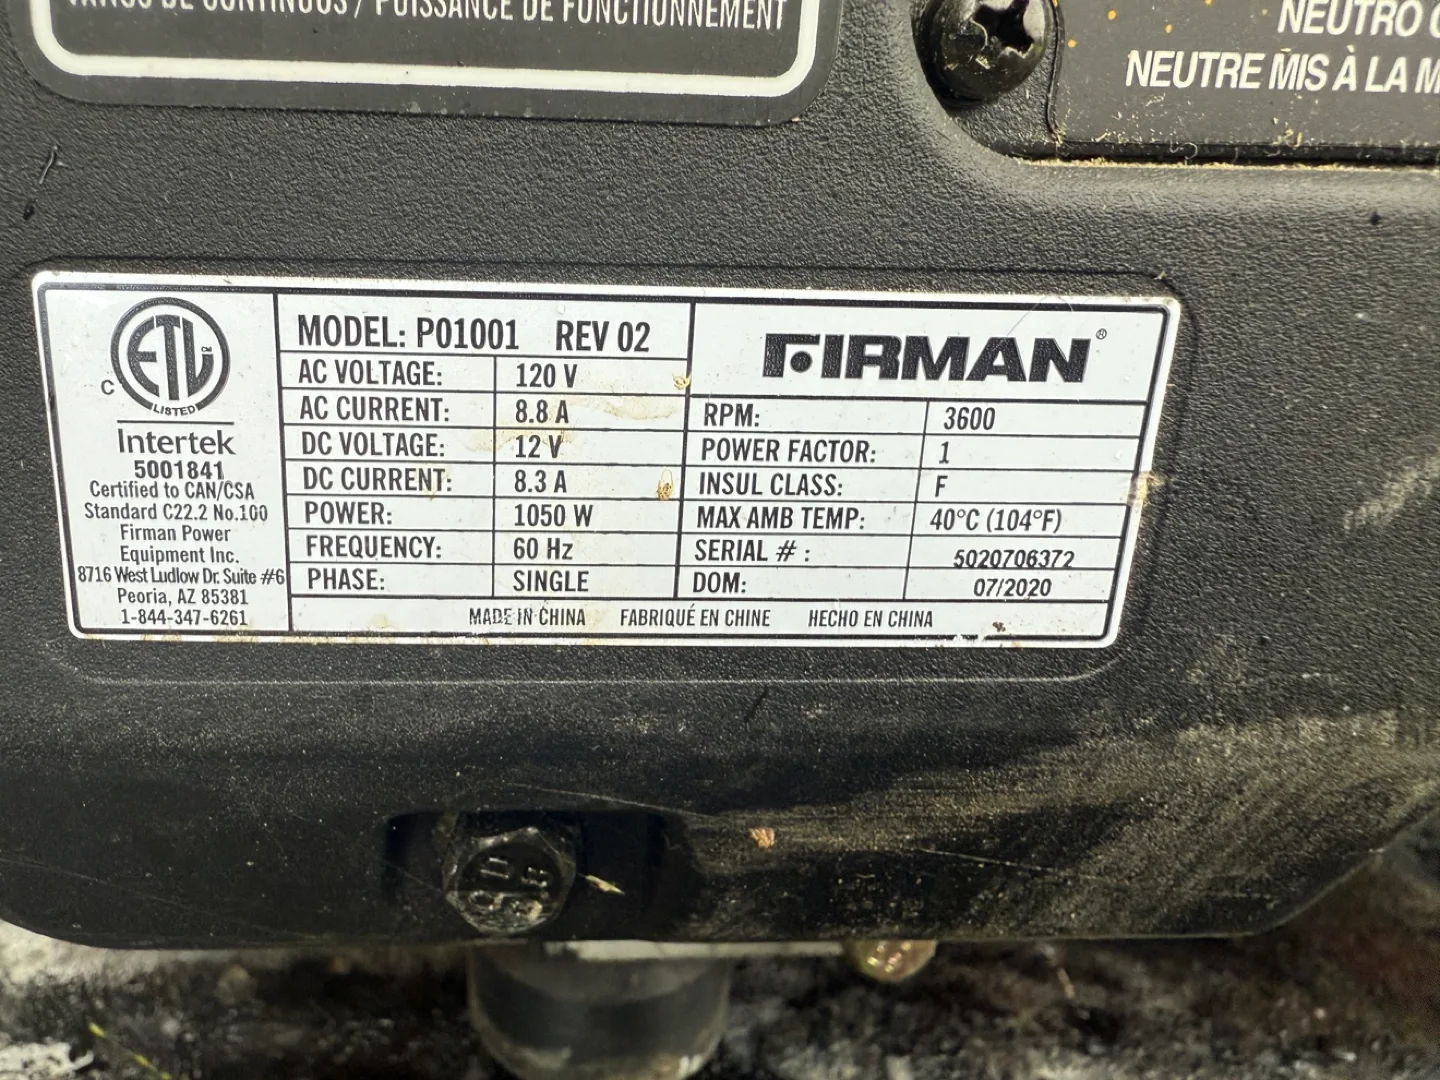 VATIOS DE CONTINUOS / PUISSANCE DE FONCTIONNEMENT
NEUTRO
NEUTRE MIS À LA
C ETL CM
LISTED
Intertek
5001841
Certified to CAN/CSA
Standard C22.2 No.100
Firman Power
Equipment Inc.
8716 West Ludlow Dr. Suite #6
Peoria, AZ 85381
1-844-347-6261
MODEL: P01001 REV 02
AC VOLTAGE: 120 V
AC CURRENT: 8.8 A
DC VOLTAGE: 12 V
DC CURRENT: 8.3 A
POWER: 1050 W
FREQUENCY: 60 Hz
PHASE: SINGLE
FIRMAN®
RPM: 3600
POWER FACTOR: 1
INSUL CLASS: F
MAX AMB TEMP: 40°C (104°F)
SERIAL # : 5020706372
DOM: 07/2020
MADE IN CHINA FABRIQUÉ EN CHINE HECHO EN CHINA